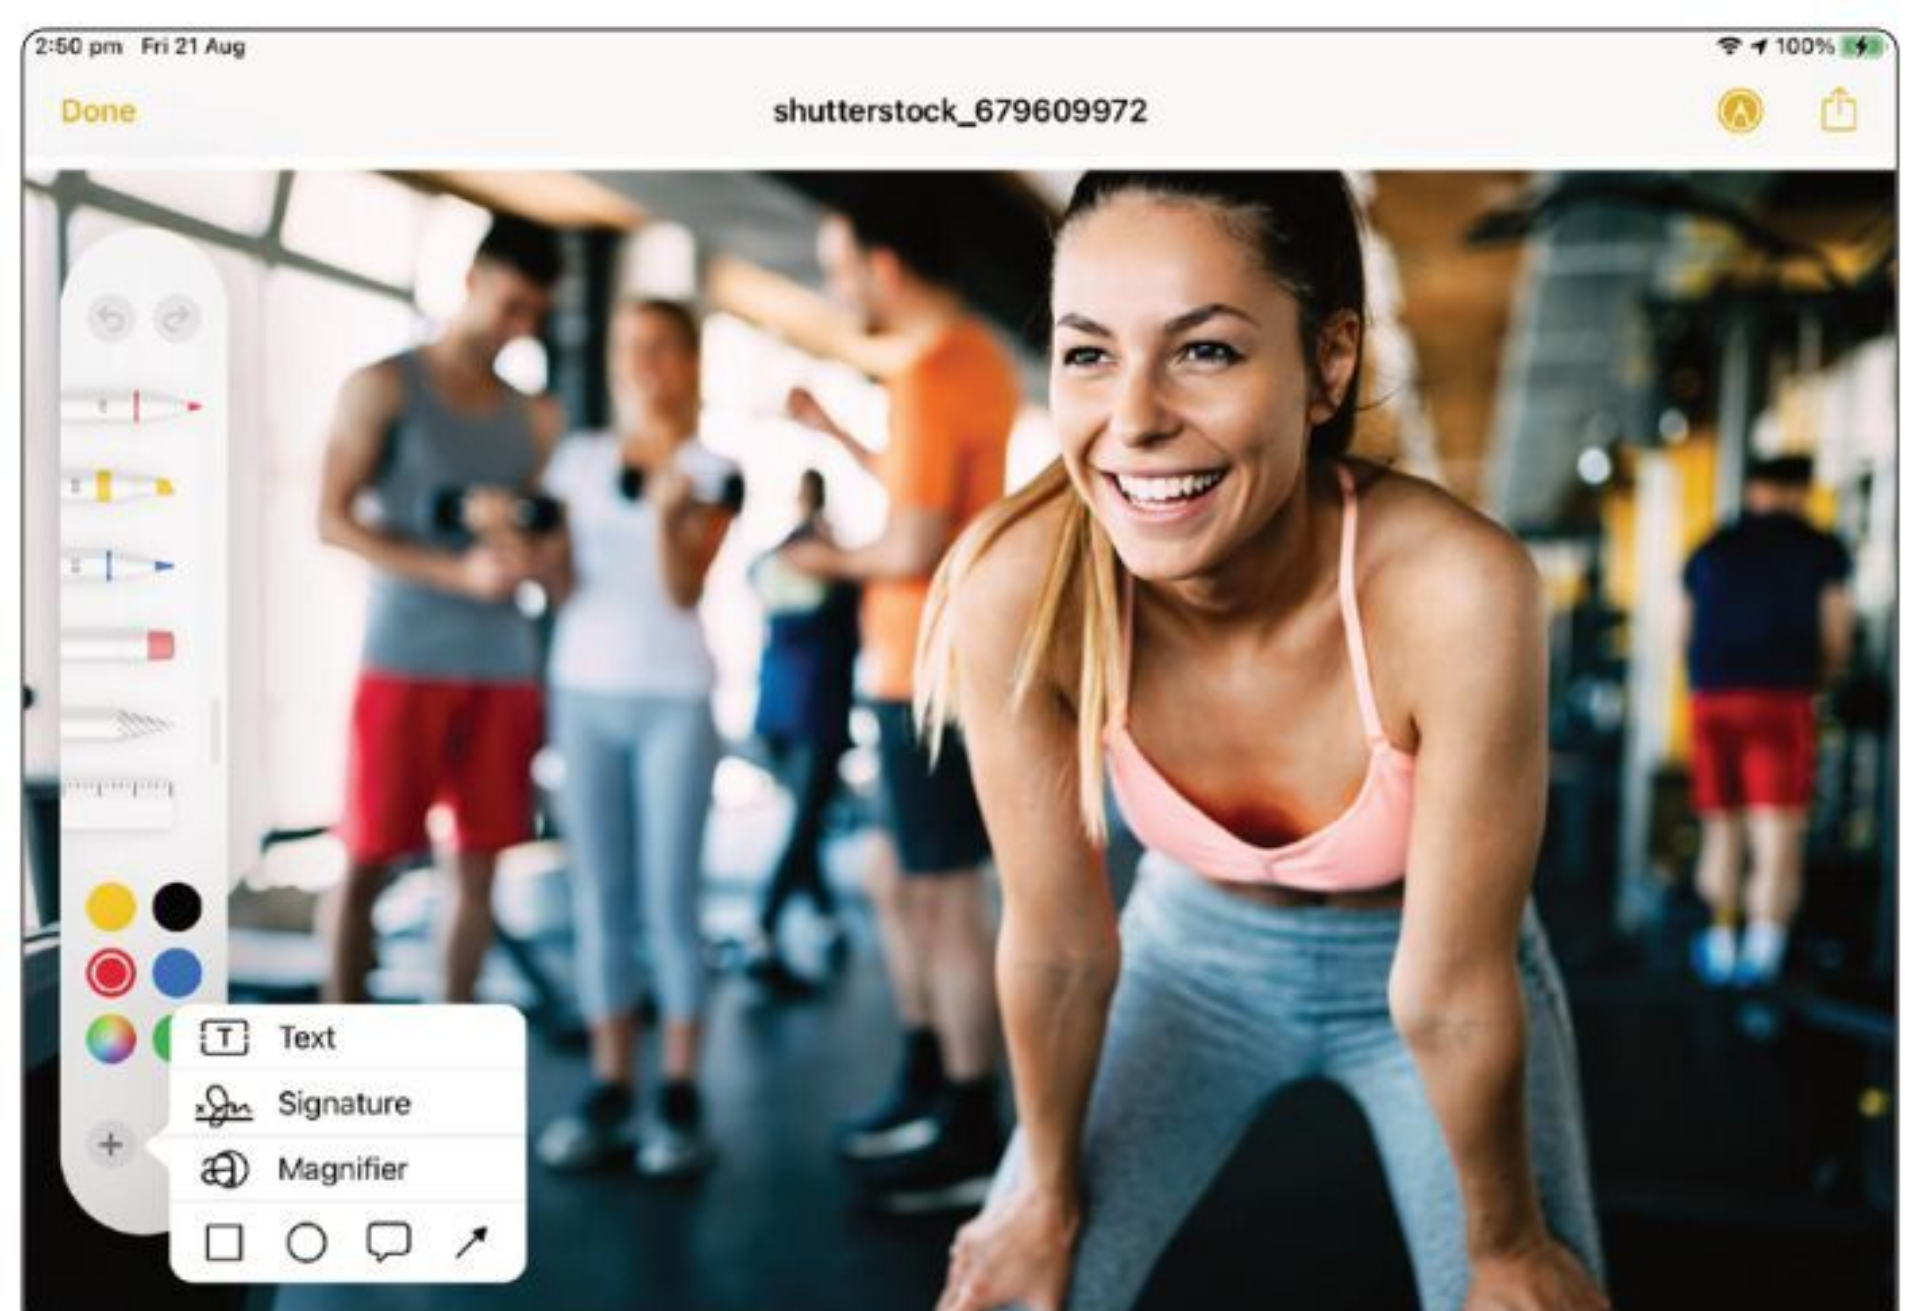 2:50 pm Fri 21 Aug
100%
Done
shutterstock_679609972
Text
Signature
Magnifier